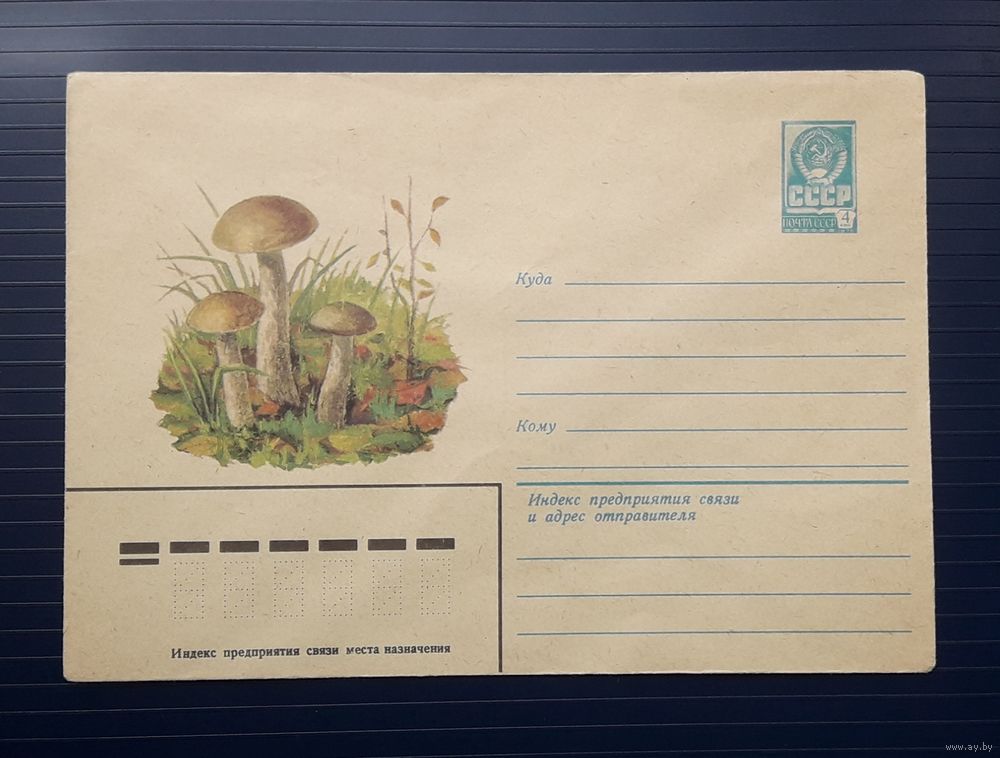 СССР
ПОЧТА СССР 4
Куда
Кому
Индекс предприятия связи
и адрес отправителя
Индекс предприятия связи места назначения
www.ay.by